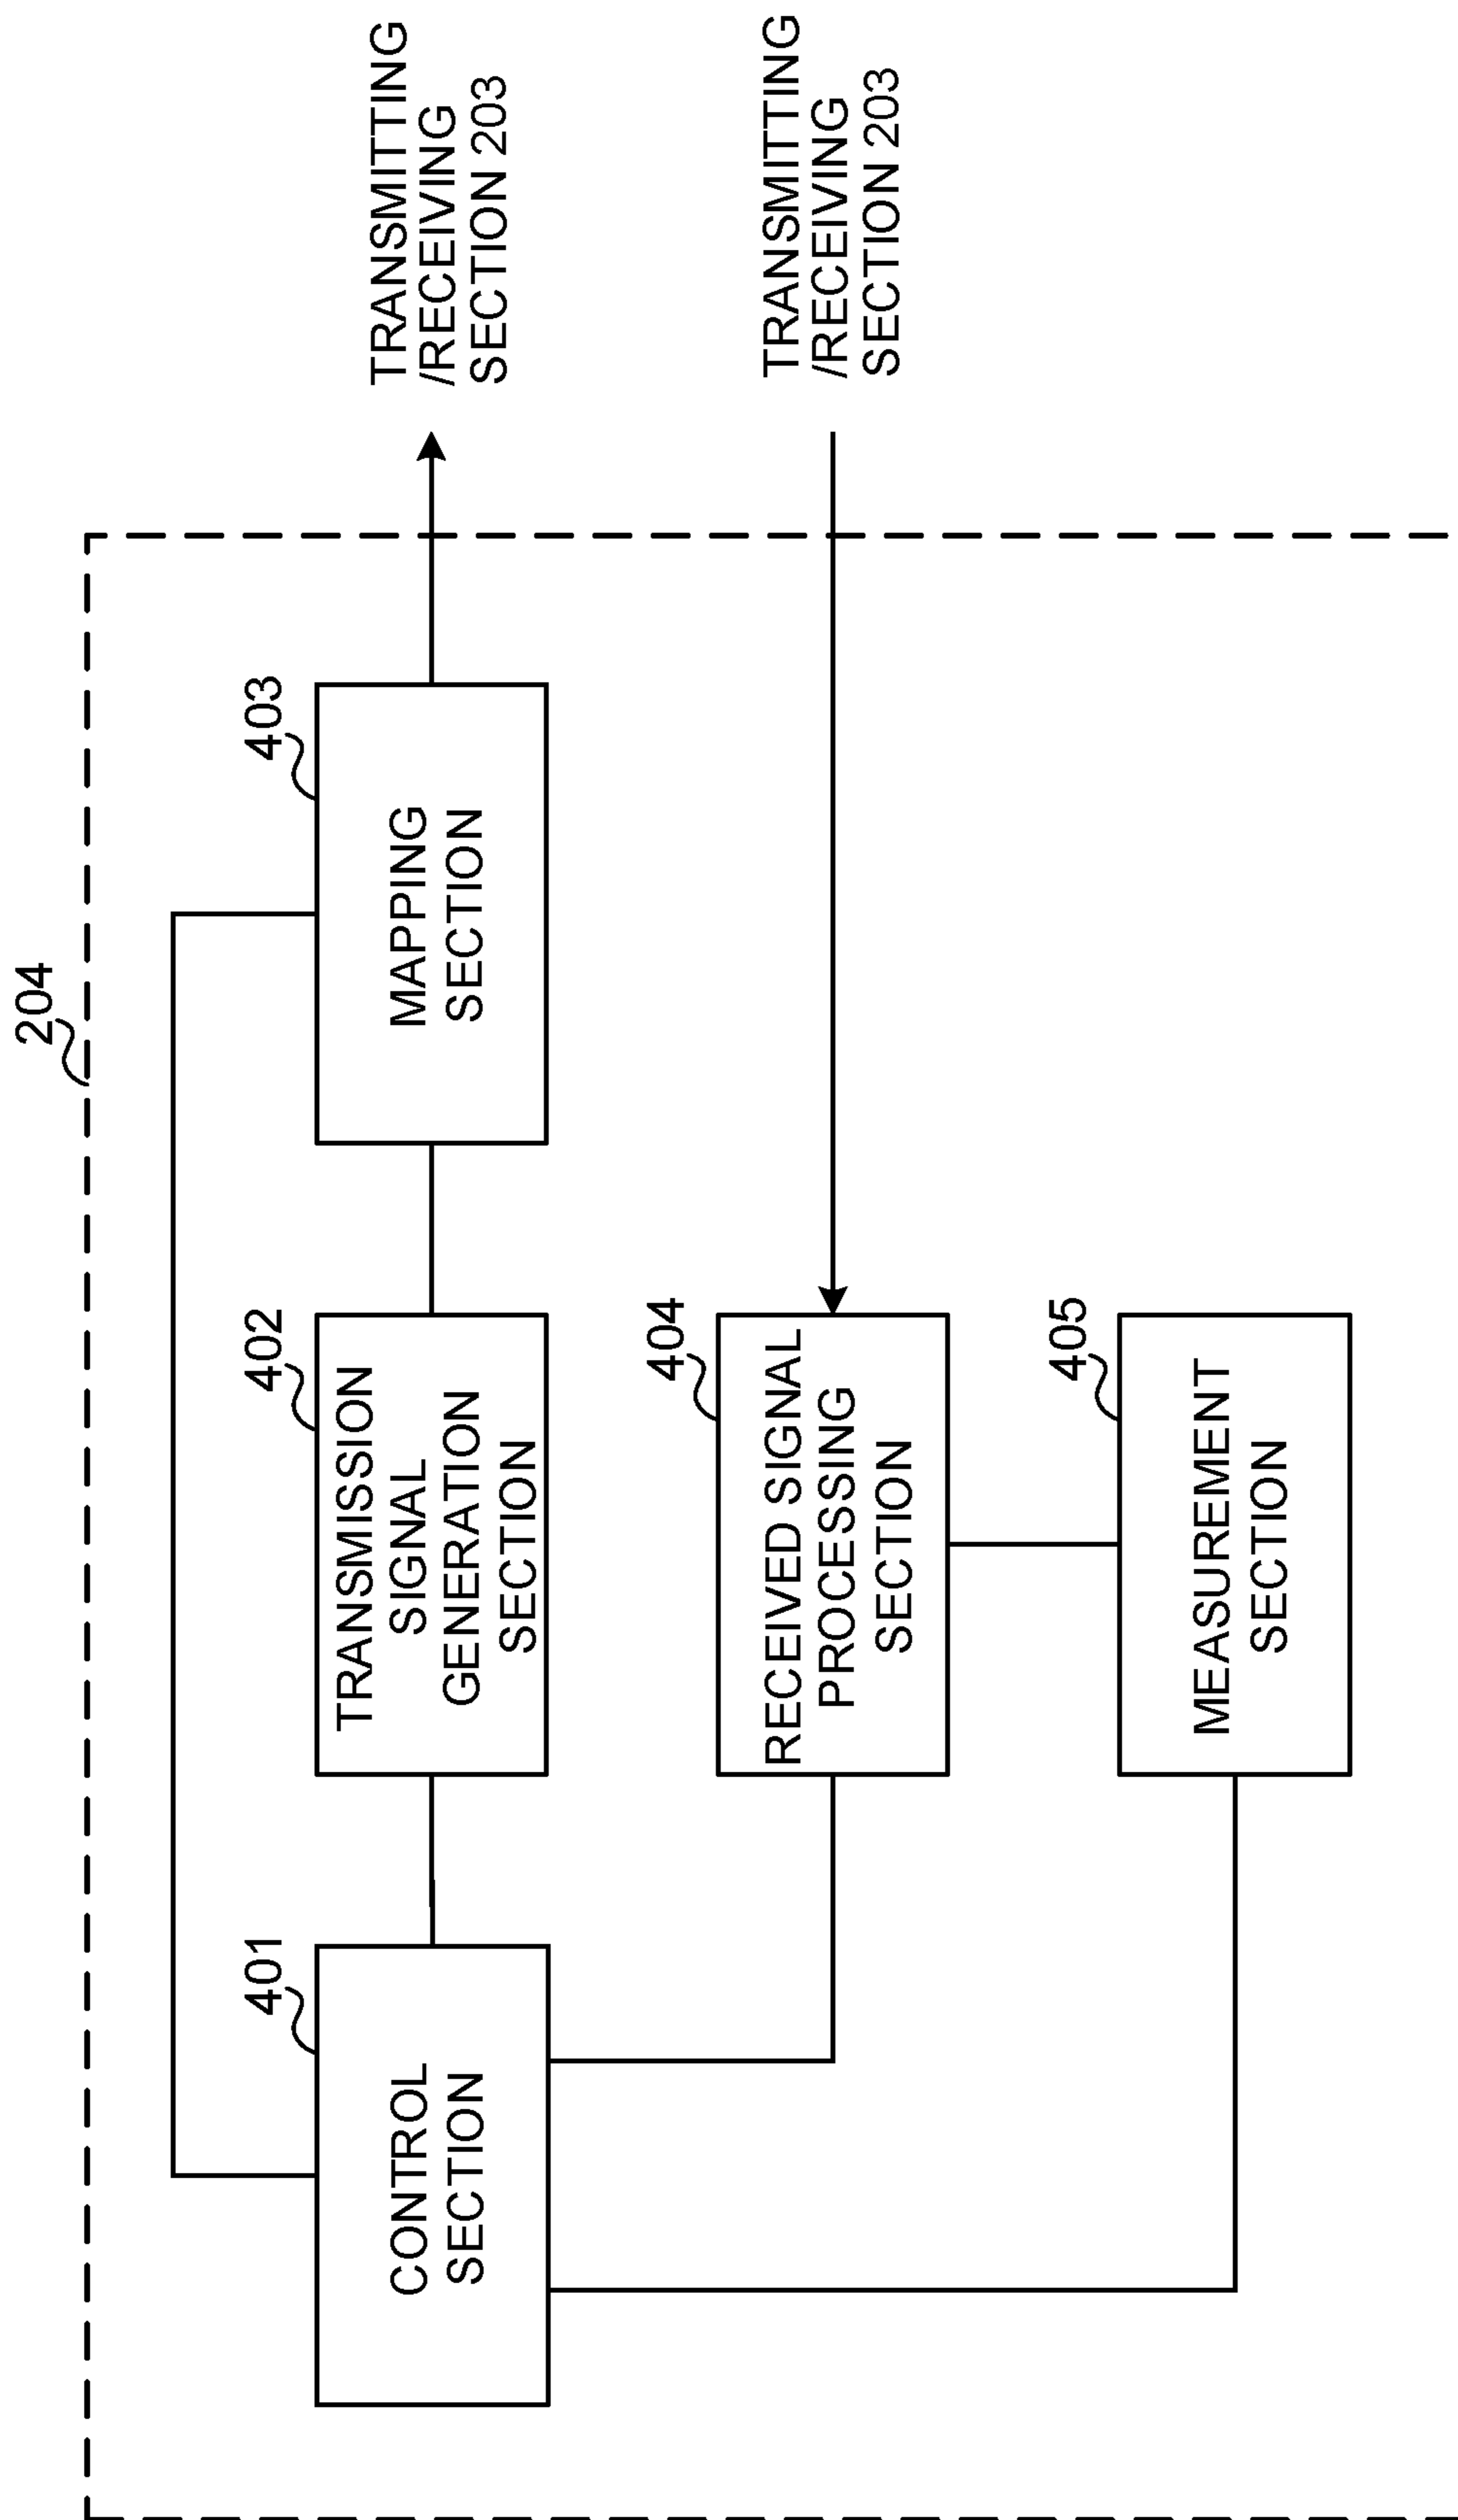 204
401
CONTROL
SECTION
402
TRANSMISSION
SIGNAL
GENERATION
SECTION
403
MAPPING
SECTION
TRANSMITTING
/RECEIVING
SECTION 203
404
RECEIVED SIGNAL
PROCESSING
SECTION
TRANSMITTING
/RECEIVING
SECTION 203
405
MEASUREMENT
SECTION